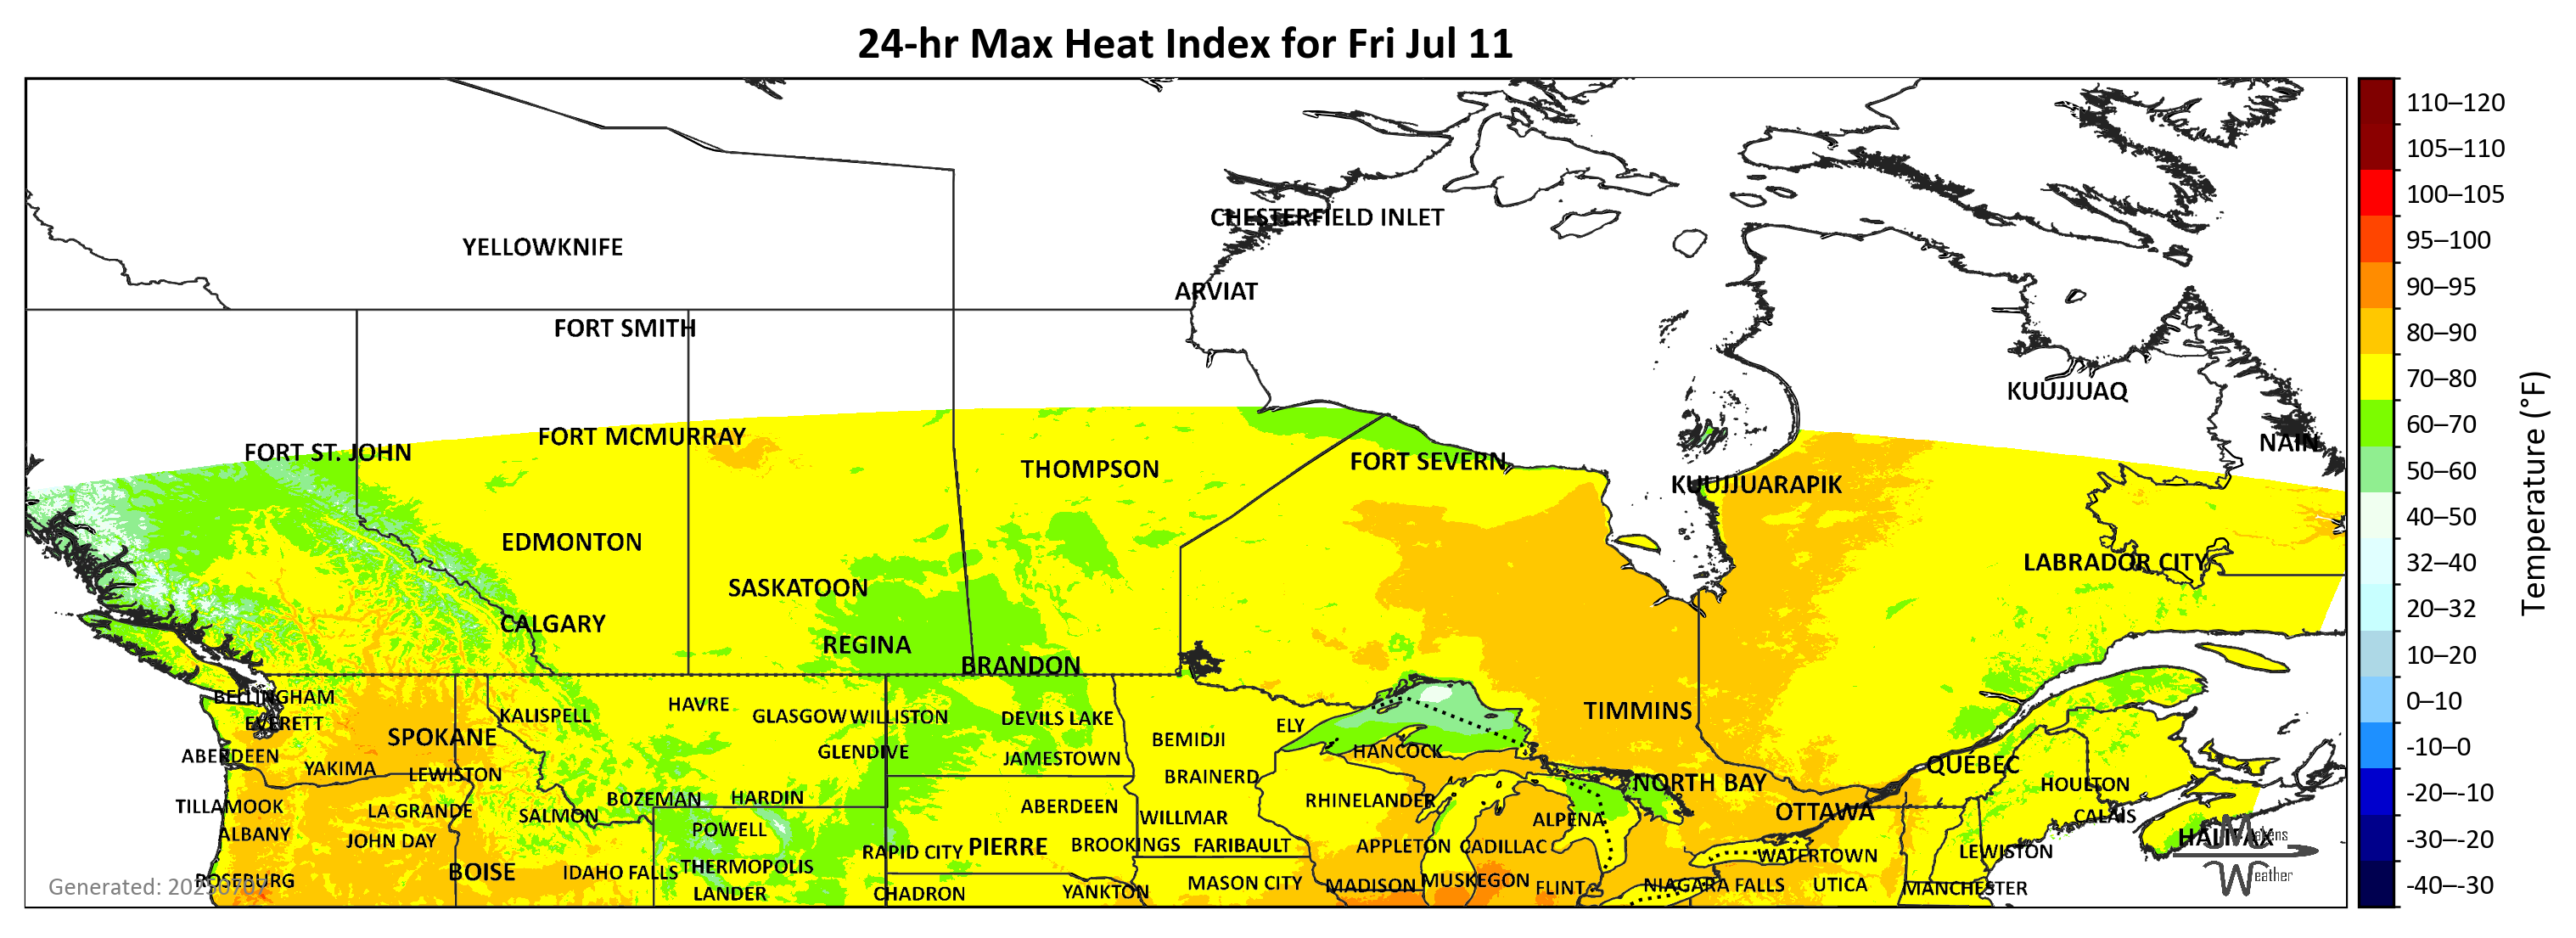 24-hr Max Heat Index for Fri Jul 11
110–120
105–110
100–105
95–100
90–95
80–90
70–80
60–70
50–60
40–50
32–40
20–32
10–20
0–10
-10–0
-20–-10
-30–-20
-40–-30
Temperature (°F)
CHESTERFIELD INLET
YELLOWKNIFE
ARVIAT
FORT SMITH
KUUJJUAQ
FORT MCMURRAY
NAIN
FORT ST. JOHN
FORT SEVERN
THOMPSON
KUUJJUARAPIK
EDMONTON
LABRADOR CITY
SASKATOON
CALGARY
REGINA
BRANDON
BELLINGHAM
HAVRE
TIMMINS
KALISPELL
GLASGOW
WILLISTON
DEVILS LAKE
EVERETT
ELY
SPOKANE
BEMIDJI
HANCOCK
GLENDIVE
ABERDEEN
JAMESTOWN
QUÉBEC
YAKIMA
LEWISTON
BRAINERD
NORTH BAY
HOULTON
BOZEMAN
HARDIN
RHINELANDER
TILLAMOOK
LA GRANDE
ABERDEEN
OTTAWA
SALMON
WILLMAR
CALAIS
ALPENA
POWELL
ALBANY
HALIFAX
Makens
JOHN DAY
PIERRE
BROOKINGS
FARIBAULT
APPLETON
CADILLAC
RAPID CITY
LEWISTON
WATERTOWN
BOISE
IDAHO FALLS
THERMOPOLIS
Weather
ROSEBURG
MUSKEGON
MASON CITY
MADISON
NIAGARA FALLS
UTICA
Generated: 20250707
FLINT
MANCHESTER
LANDER
CHADRON
YANKTON